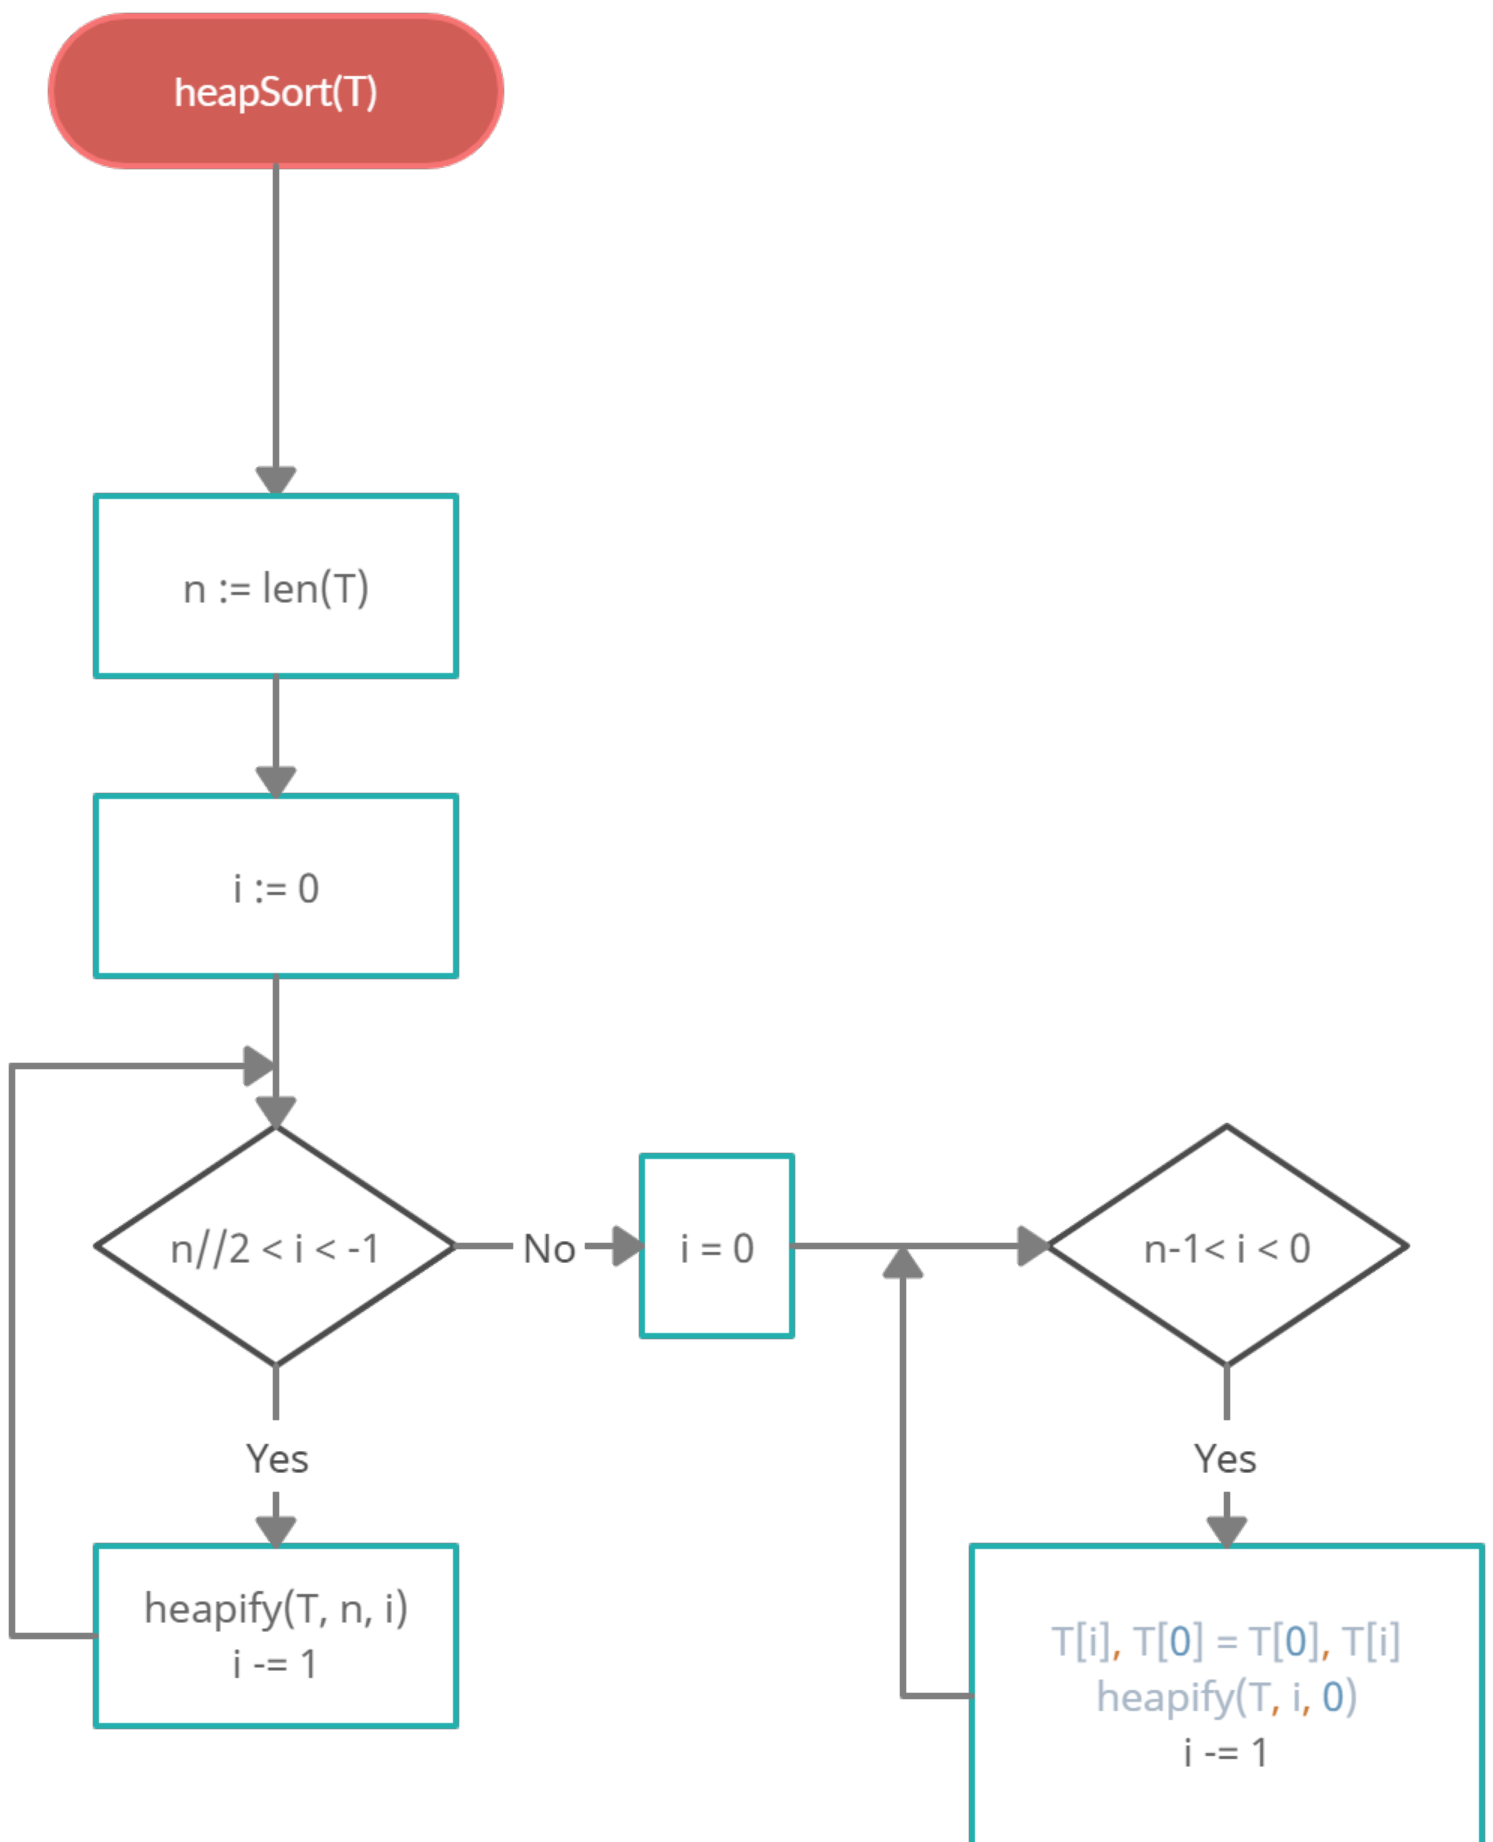 heapSort(T)
n := len(T)
i := 0
n//2 < i < -1
No
i = 0
n-1< i < 0
Yes
Yes
heapify(T, n, i)
i -= 1
T[i], T[0] = T[0], T[i]
heapify(T, i, 0)
i -= 1